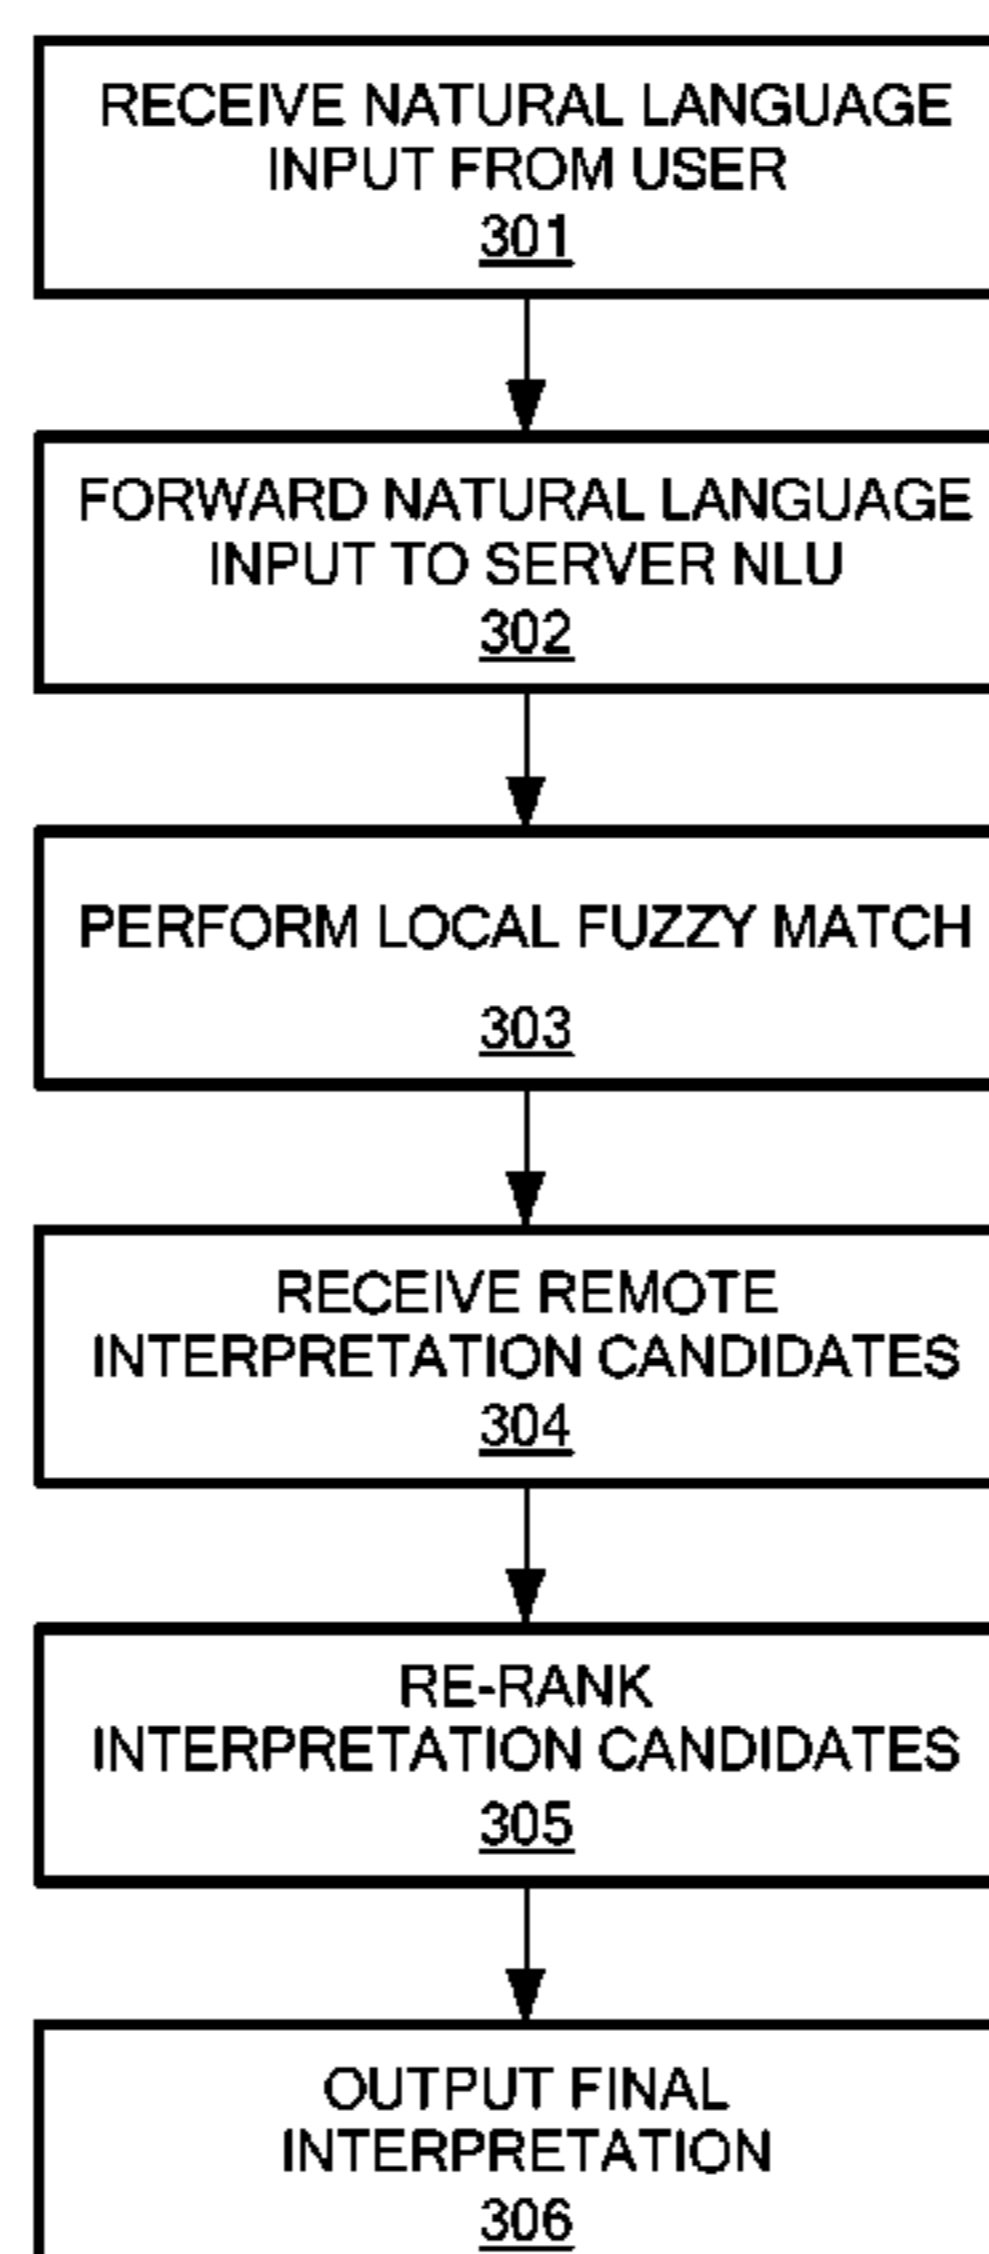 RECEIVE NATURAL LANGUAGE
INPUT FROM USER
301
FORWARD NATURAL LANGUAGE
INPUT TO SERVER NLU
302
PERFORM LOCAL FUZZY MATCH
303
RECEIVE REMOTE
INTERPRETATION CANDIDATES
304
RE-RANK
INTERPRETATION CANDIDATES
305
OUTPUT FINAL
INTERPRETATION
306